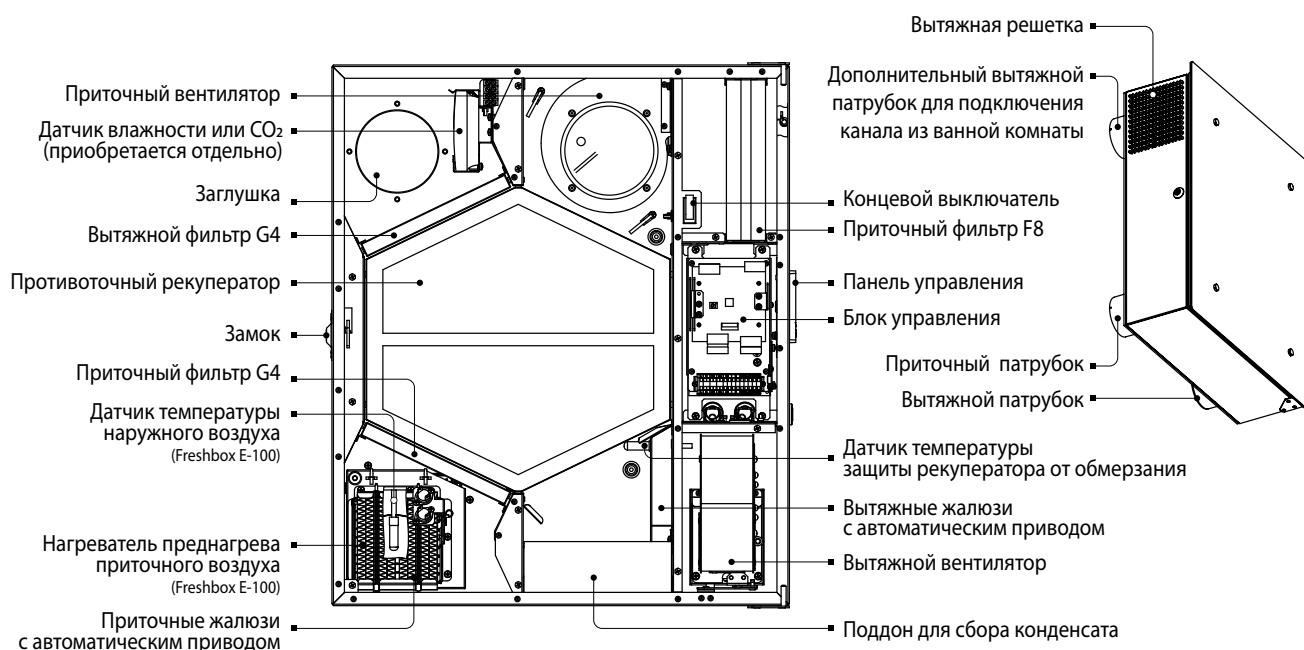 Приточный вентилятор
Датчик влажности или CO₂
(приобретается отдельно)
Заглушка
Вытяжной фильтр G4
Противоточный рекуператор
Замок
Приточный фильтр G4
Датчик температуры
наружного воздуха
(Freshbox E-100)
Нагреватель преднагрева
приточного воздуха
(Freshbox E-100)
Приточные жалюзи
с автоматическим приводом
Концевой выключатель
Приточный фильтр F8
Панель управления
Блок управления
Датчик температуры
защиты рекуператора от обмерзания
Вытяжные жалюзи
с автоматическим приводом
Вытяжной вентилятор
Поддон для сбора конденсата
Вытяжная решетка
Дополнительный вытяжной
патрубок для подключения
канала из ванной комнаты
Приточный патрубок
Вытяжной патрубок